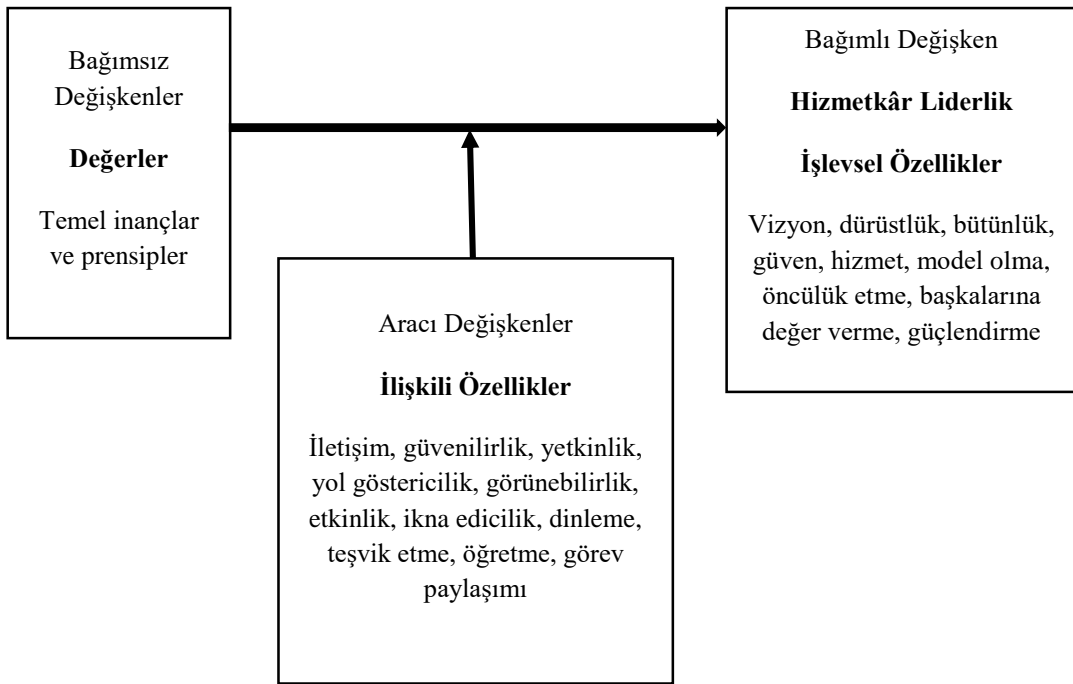 Bağımsız
Değişkenler
Değerler
Temel inançlar
ve prensipler
Aracı Değişkenler
İlişkili Özellikler
İletişim, güvenilirlik, yetkinlik,
yol göstericilik, görünebilirlik,
etkinlik, ikna edicilik, dinleme,
teşvik etme, öğretme, görev
paylaşımı
Bağımlı Değişken
Hizmetkâr Liderlik
İşlevsel Özellikler
Vizyon, dürüstlük, bütünlük,
güven, hizmet, model olma,
öncülük etme, başkalarına
değer verme, güçlendirme